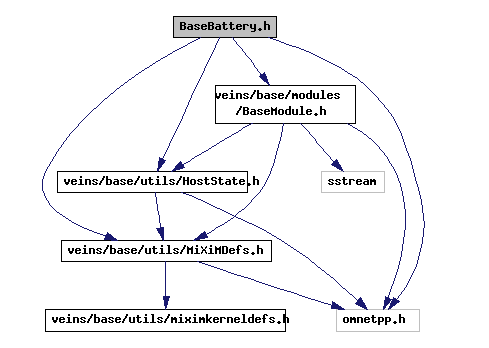 BaseBattery.h
veins/base/modules
/BaseModule.h
veins/base/utils/HostState.h
sstream
veins/base/utils/MiXiMDefs.h
veins/base/utils/miximkerneldefs.h
omnetpp.h